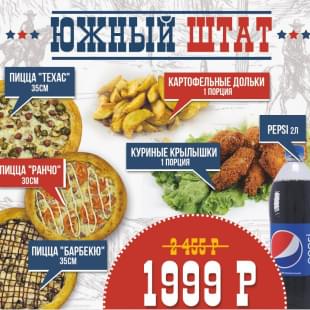 ЮЖНЫЙ ШТАТ
ПИЦЦА "ТЕХАС"
35СМ
КАРТОФЕЛЬНЫЕ ДОЛЬКИ
1 ПОРЦИЯ
PEPSI 2Л
КУРИНЫЕ КРЫЛЫШКИ
1 ПОРЦИЯ
ПИЦЦА "РАНЧО"
30СМ
ПИЦЦА "БАРБЕКЮ"
35СМ
pepsi
2 455 Р
1999 Р